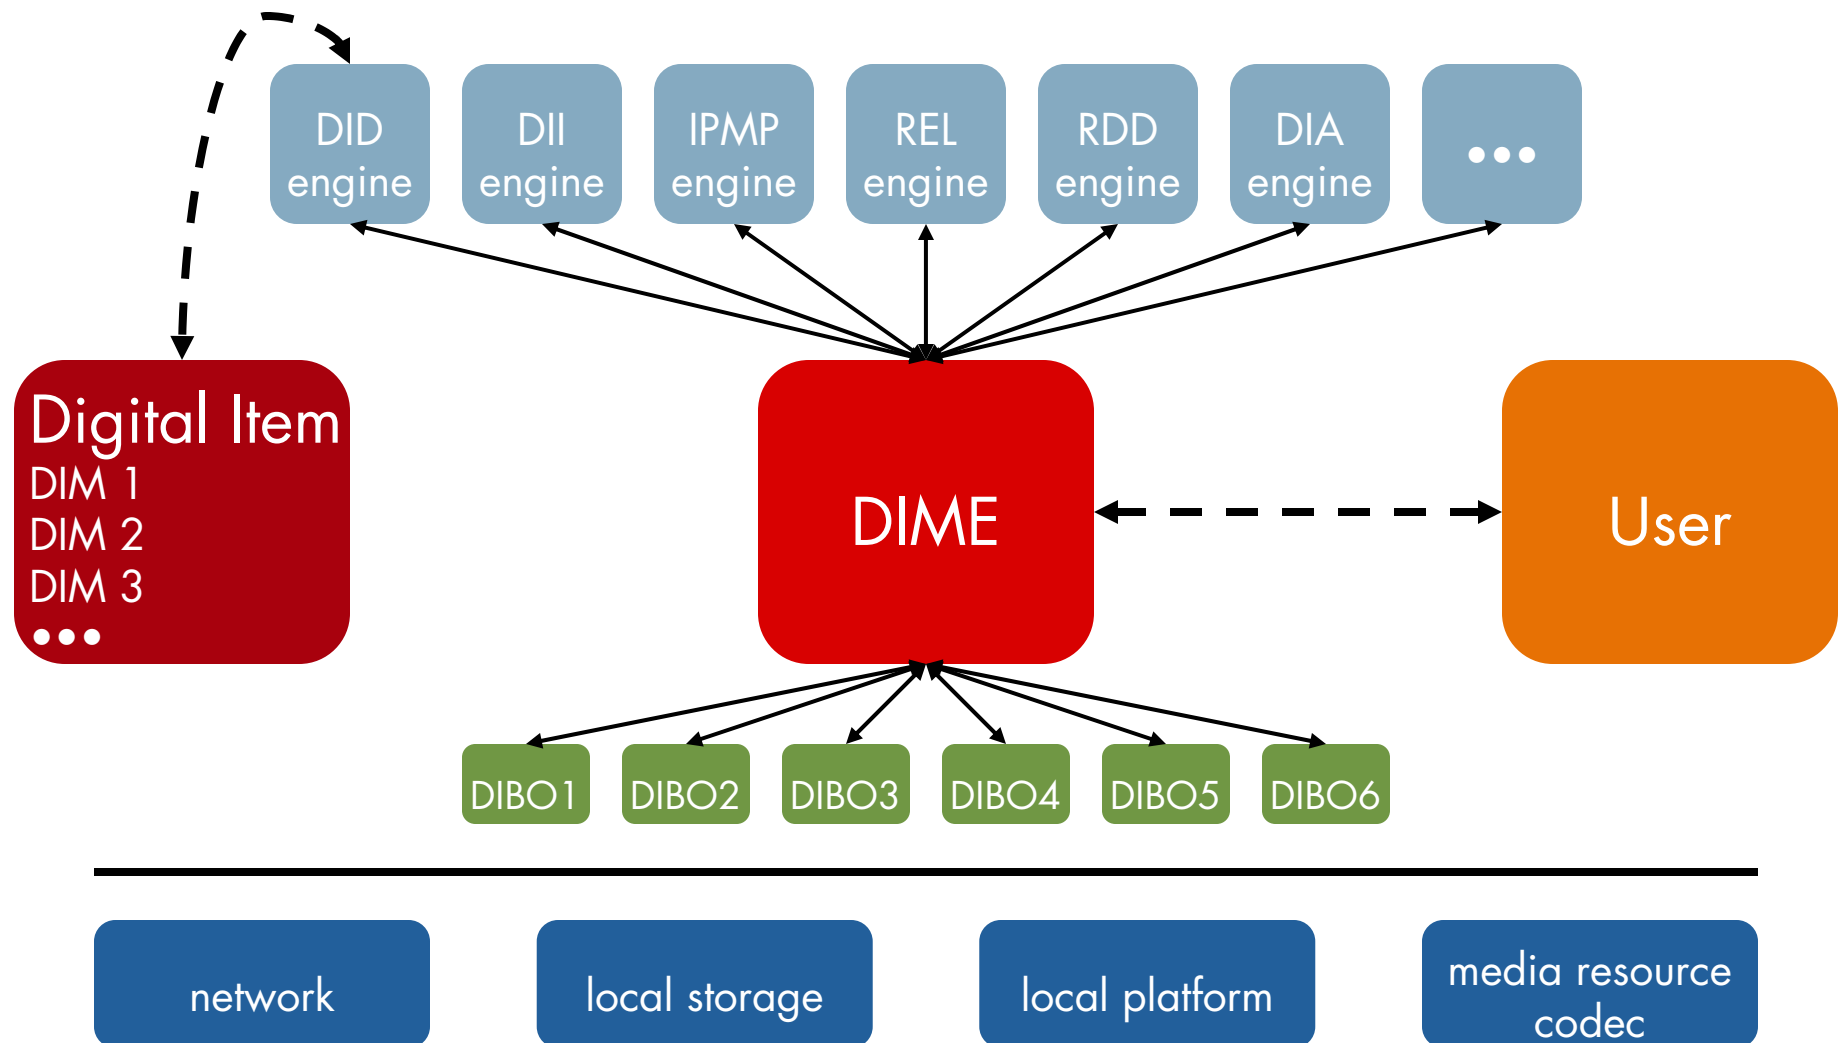 DID
engine
DII
engine
IPMP
engine
REL
engine
RDD
engine
DIA
engine
•••
Digital Item
DIM 1
DIM 2
DIM 3
•••
DIME
User
DIBO1
DIBO2
DIBO3
DIBO4
DIBO5
DIBO6
network
local storage
local platform
media resource
codec